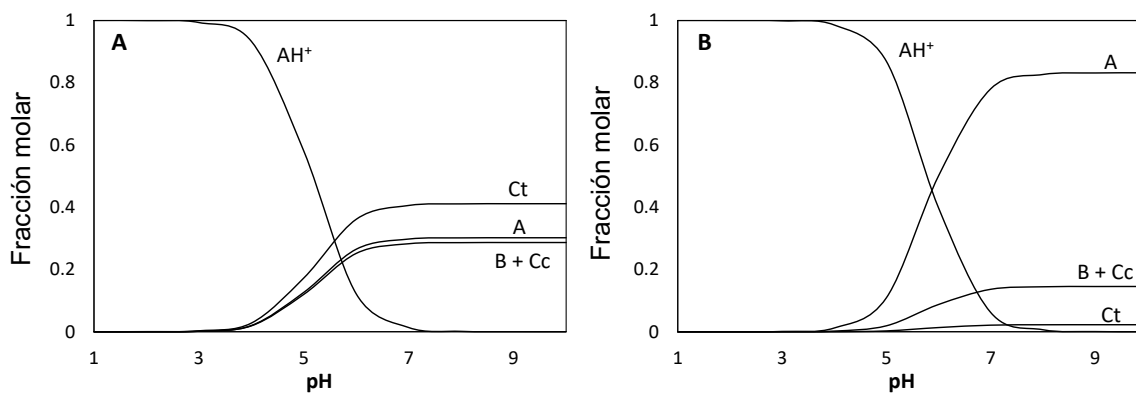 A
B
AH⁺
Ct
A
B + Cc
AH⁺
A
B + Cc
Ct
Fracción molar
Fracción molar
1
0.8
0.6
0.4
0.2
0
1
0.8
0.6
0.4
0.2
0
1 3 5 7 9
1 3 5 7 9
pH
pH